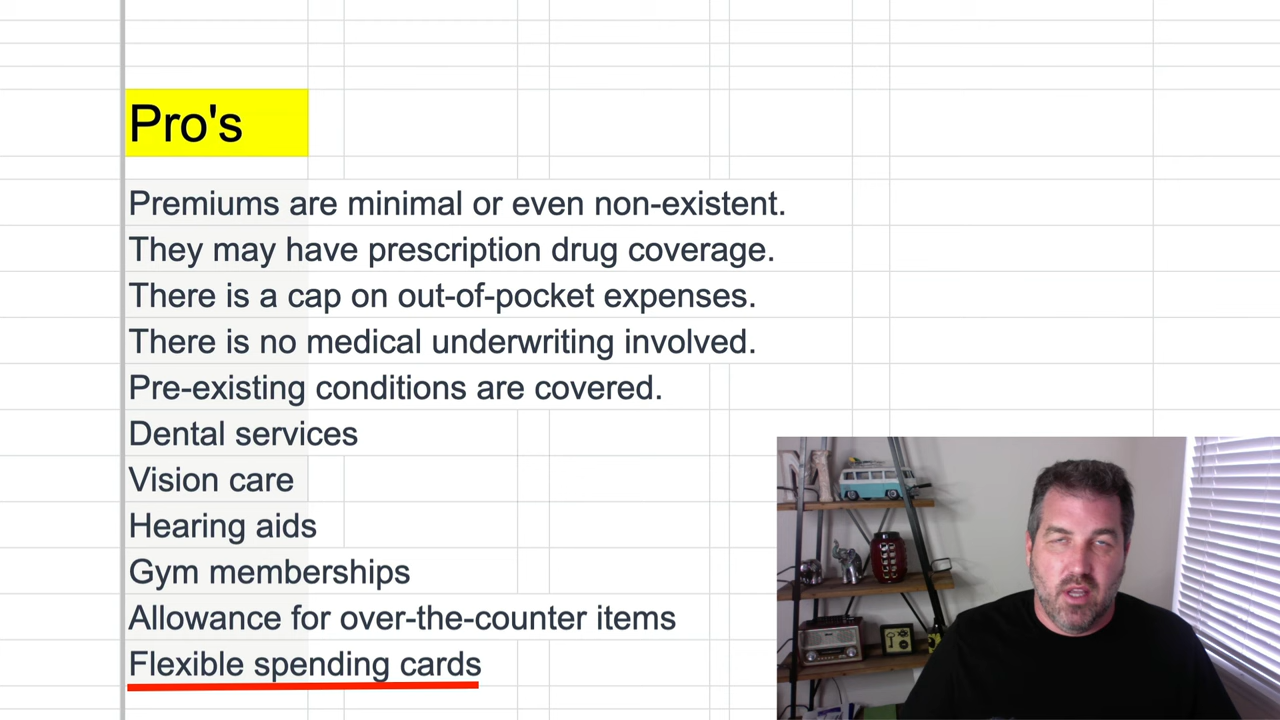 Pro's
Premiums are minimal or even non-existent.
They may have prescription drug coverage.
There is a cap on out-of-pocket expenses.
There is no medical underwriting involved.
Pre-existing conditions are covered.
Dental services
Vision care
Hearing aids
Gym memberships
Allowance for over-the-counter items
Flexible spending cards